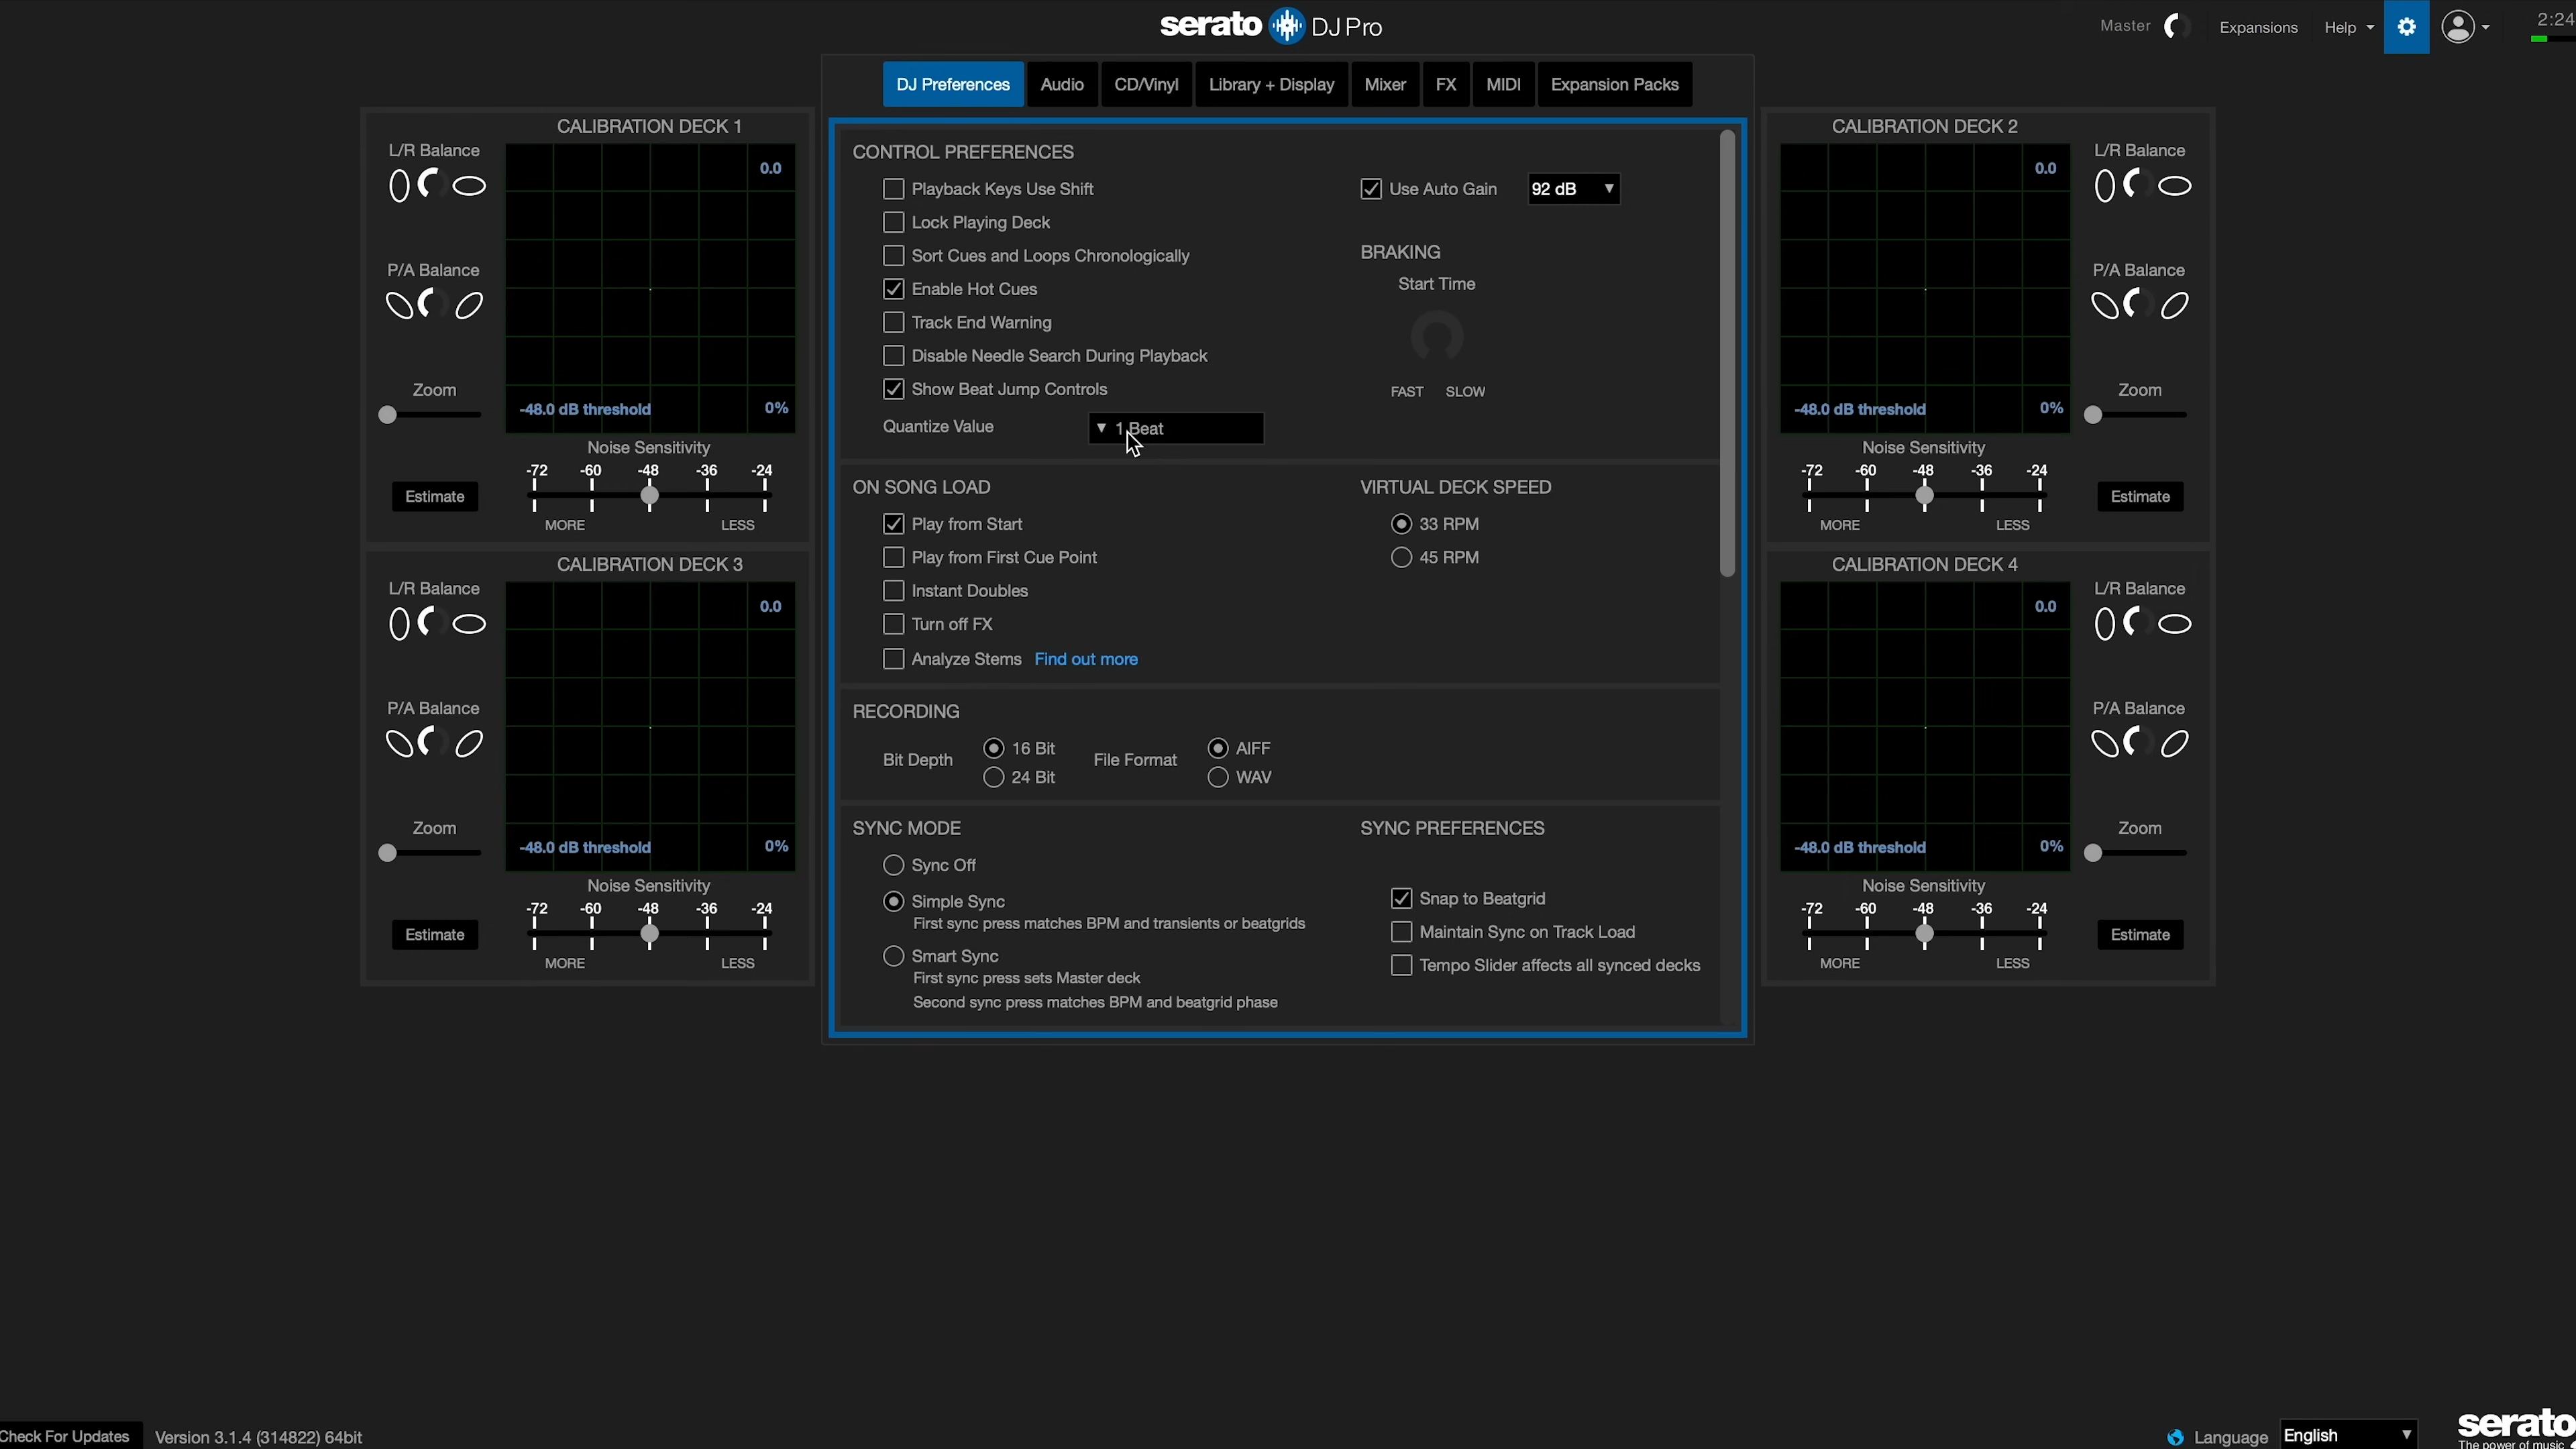 serato DJ Pro
Master
Expansions
Help
2:24
DJ Preferences
Audio
CD/Vinyl
Library + Display
Mixer
FX
MIDI
Expansion Packs
CALIBRATION DECK 1
L/R Balance
0.0
P/A Balance
Zoom
-48.0 dB threshold
0%
Noise Sensitivity
-72 -60 -48 -36 -24
Estimate
MORE LESS
CALIBRATION DECK 3
L/R Balance
0.0
P/A Balance
Zoom
-48.0 dB threshold
0%
Noise Sensitivity
-72 -60 -48 -36 -24
Estimate
MORE LESS
CONTROL PREFERENCES
Playback Keys Use Shift
Lock Playing Deck
Sort Cues and Loops Chronologically
Enable Hot Cues
Track End Warning
Disable Needle Search During Playback
Show Beat Jump Controls
Quantize Value
1 Beat
Use Auto Gain
92 dB
BRAKING
Start Time
FAST SLOW
ON SONG LOAD
Play from Start
Play from First Cue Point
Instant Doubles
Turn off FX
Analyze Stems Find out more
VIRTUAL DECK SPEED
33 RPM
45 RPM
RECORDING
Bit Depth
16 Bit
24 Bit
File Format
AIFF
WAV
SYNC MODE
Sync Off
Simple Sync
First sync press matches BPM and transients or beatgrids
Smart Sync
First sync press sets Master deck
Second sync press matches BPM and beatgrid phase
SYNC PREFERENCES
Snap to Beatgrid
Maintain Sync on Track Load
Tempo Slider affects all synced decks
CALIBRATION DECK 2
0.0
L/R Balance
P/A Balance
Zoom
-48.0 dB threshold
0%
Noise Sensitivity
-72 -60 -48 -36 -24
Estimate
MORE LESS
CALIBRATION DECK 4
0.0
L/R Balance
P/A Balance
Zoom
-48.0 dB threshold
0%
Noise Sensitivity
-72 -60 -48 -36 -24
Estimate
MORE LESS
Check For Updates
Version 3.1.4 (314822) 64bit
Language
English
serato
The power of music